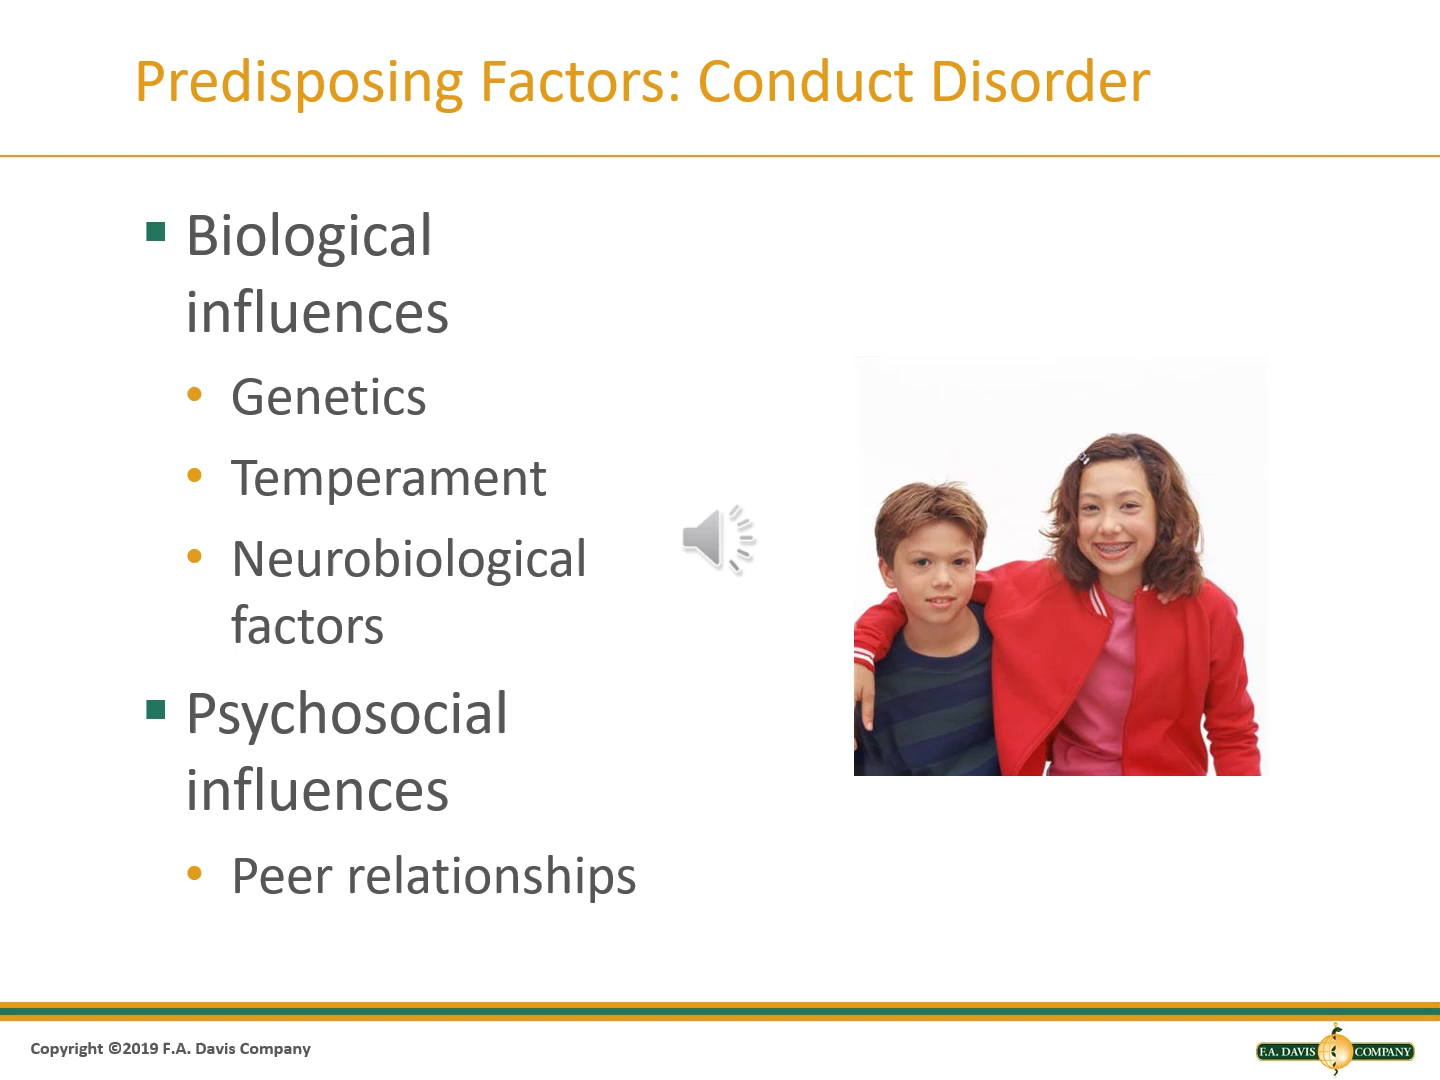 Predisposing Factors: Conduct Disorder
▪ Biological
influences
• Genetics
• Temperament
• Neurobiological
factors
▪ Psychosocial
influences
• Peer relationships
Copyright ©2019 F.A. Davis Company
F.A. DAVIS COMPANY